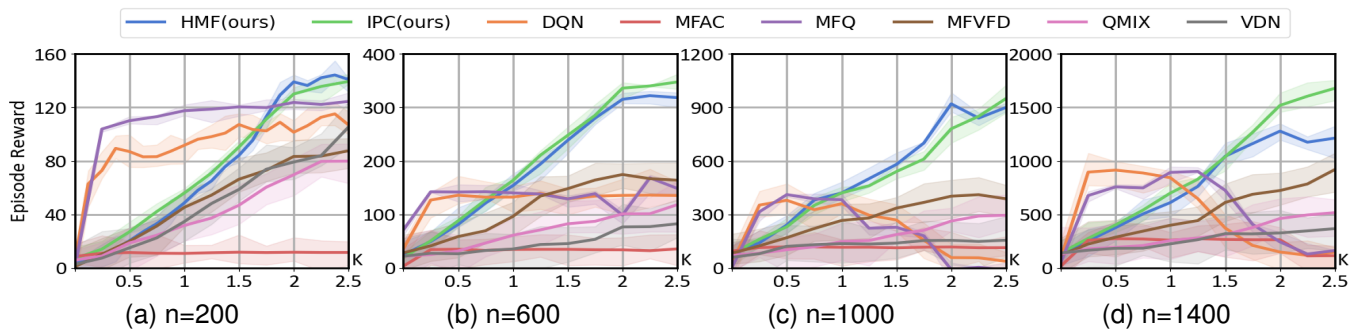 HMF(ours) IPC(ours) DQN MFAC MFQ MFVFD QMIX VDN
Episode Reward
160
120
80
40
0
0.5 1 1.5 2 2.5
K
(a) n=200
400
300
200
100
0
0.5 1 1.5 2 2.5
K
(b) n=600
1200
900
600
300
0
0.5 1 1.5 2 2.5
K
(c) n=1000
2000
1500
1000
500
0
0.5 1 1.5 2 2.5
K
(d) n=1400